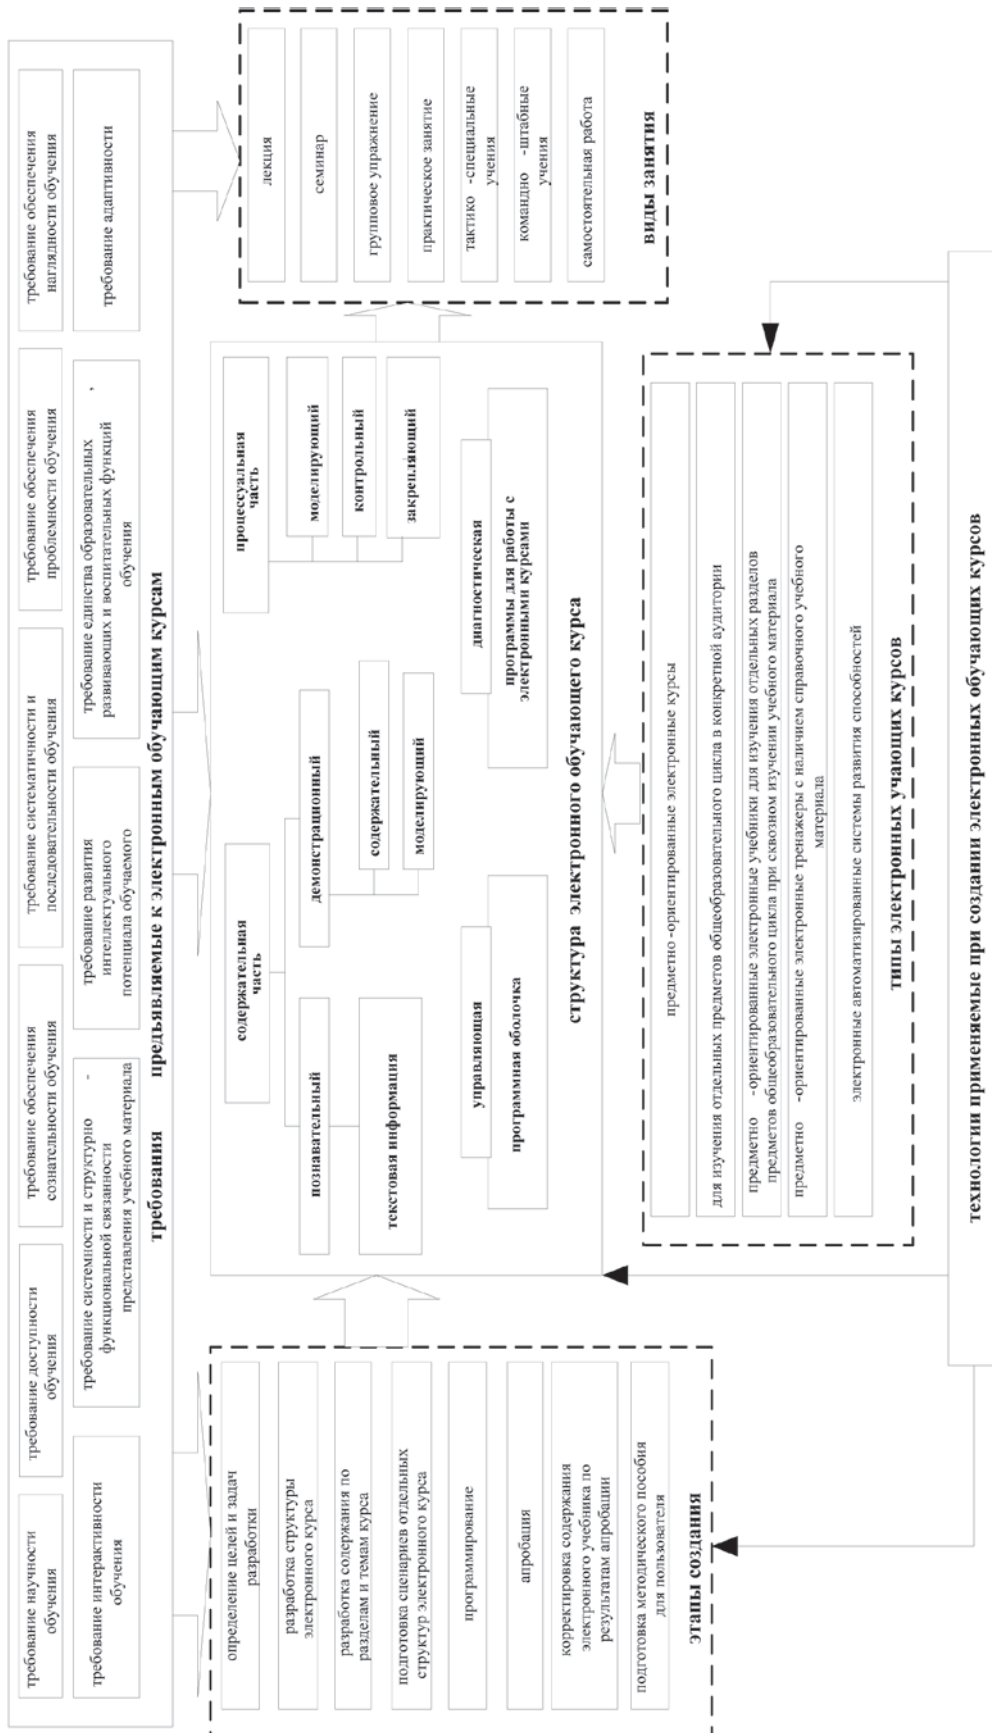 требование научности
обучения
требование доступности
обучения
требование обеспечения
сознательности обучения
требование систематичности и
последовательности обучения
требование обеспечения
проблемности обучения
требование обеспечения
наглядности обучения
требование интерактивности
обучения
требование системности и структурно -
функциональной связанности
представления учебного материала
требование развития
интеллектуального
потенциала обучаемого
требование единства образовательных ,
развивающих и воспитательных функций
обучения
требование адаптивности
требования предъявляемые к электронным обучающим курсам
определение целей и задач
разработки
разработка структуры
электронного курса
разработка содержания по
разделам и темам курса
подготовка сценариев отдельных
структур электронного курса
программирование
апробация
корректировка содержания
электронного учебника по
результатам апробации
подготовка методического пособия
для пользователя
этапы создания
содержательная
часть
познавательный
текстовая информация
демонстрационный
содержательный
моделирующий
процессуальная
часть
моделирующий
контрольный
закрепляющий
управляющая
программная оболочка
диагностическая
программы для работы с
электронными курсами
структура электронного обучающего курса
лекция
семинар
групповое упражнение
практическое занятие
тактико -специальные
учения
командно -штабные
учения
самостоятельная работа
виды занятия
предметно -ориентированные электронные курсы
для изучения отдельных предметов общеобразовательного цикла в конкретной аудитории
предметно -ориентированные электронные учебники для изучения отдельных разделов
предметов общеобразовательного цикла при сквозном изучении учебного материала
предметно -ориентированные электронные тренажеры с наличием справочного учебного
материала
электронные автоматизированные системы развития способностей
типы электронных учающих курсов
технологии применяемые при создании электронных обучающих курсов